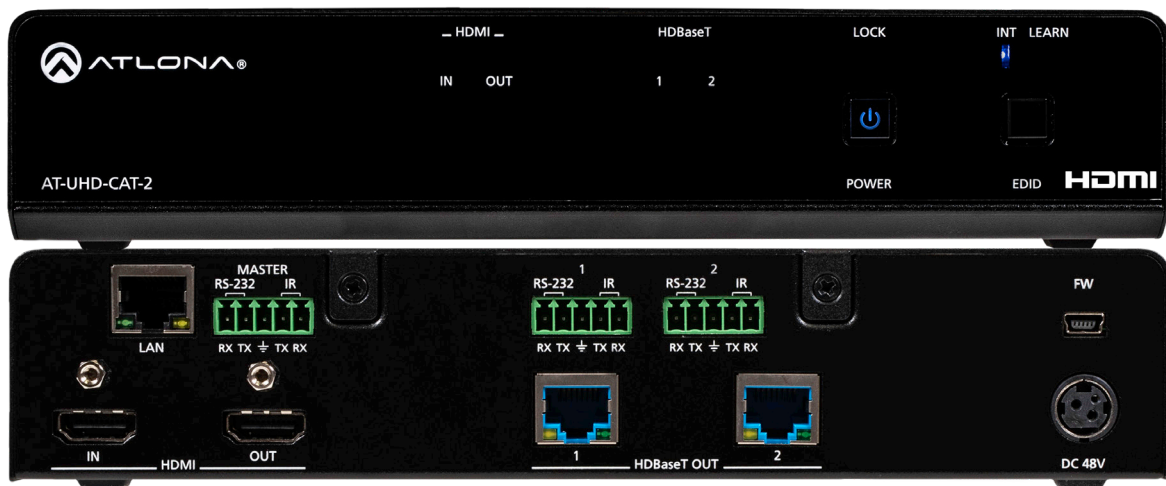 HDMI
HDBaseT
LOCK
INT LEARN
ATLONA®
IN OUT
1 2
AT-UHD-CAT-2
POWER
EDID
HDMI
MASTER
RS-232 IR
1
RS-232 IR
2
RS-232 IR
FW
LAN
RX TX TX RX
RX TX TX RX
RX TX TX RX
IN
HDMI
OUT
1
HDBaseT OUT
2
DC 48V